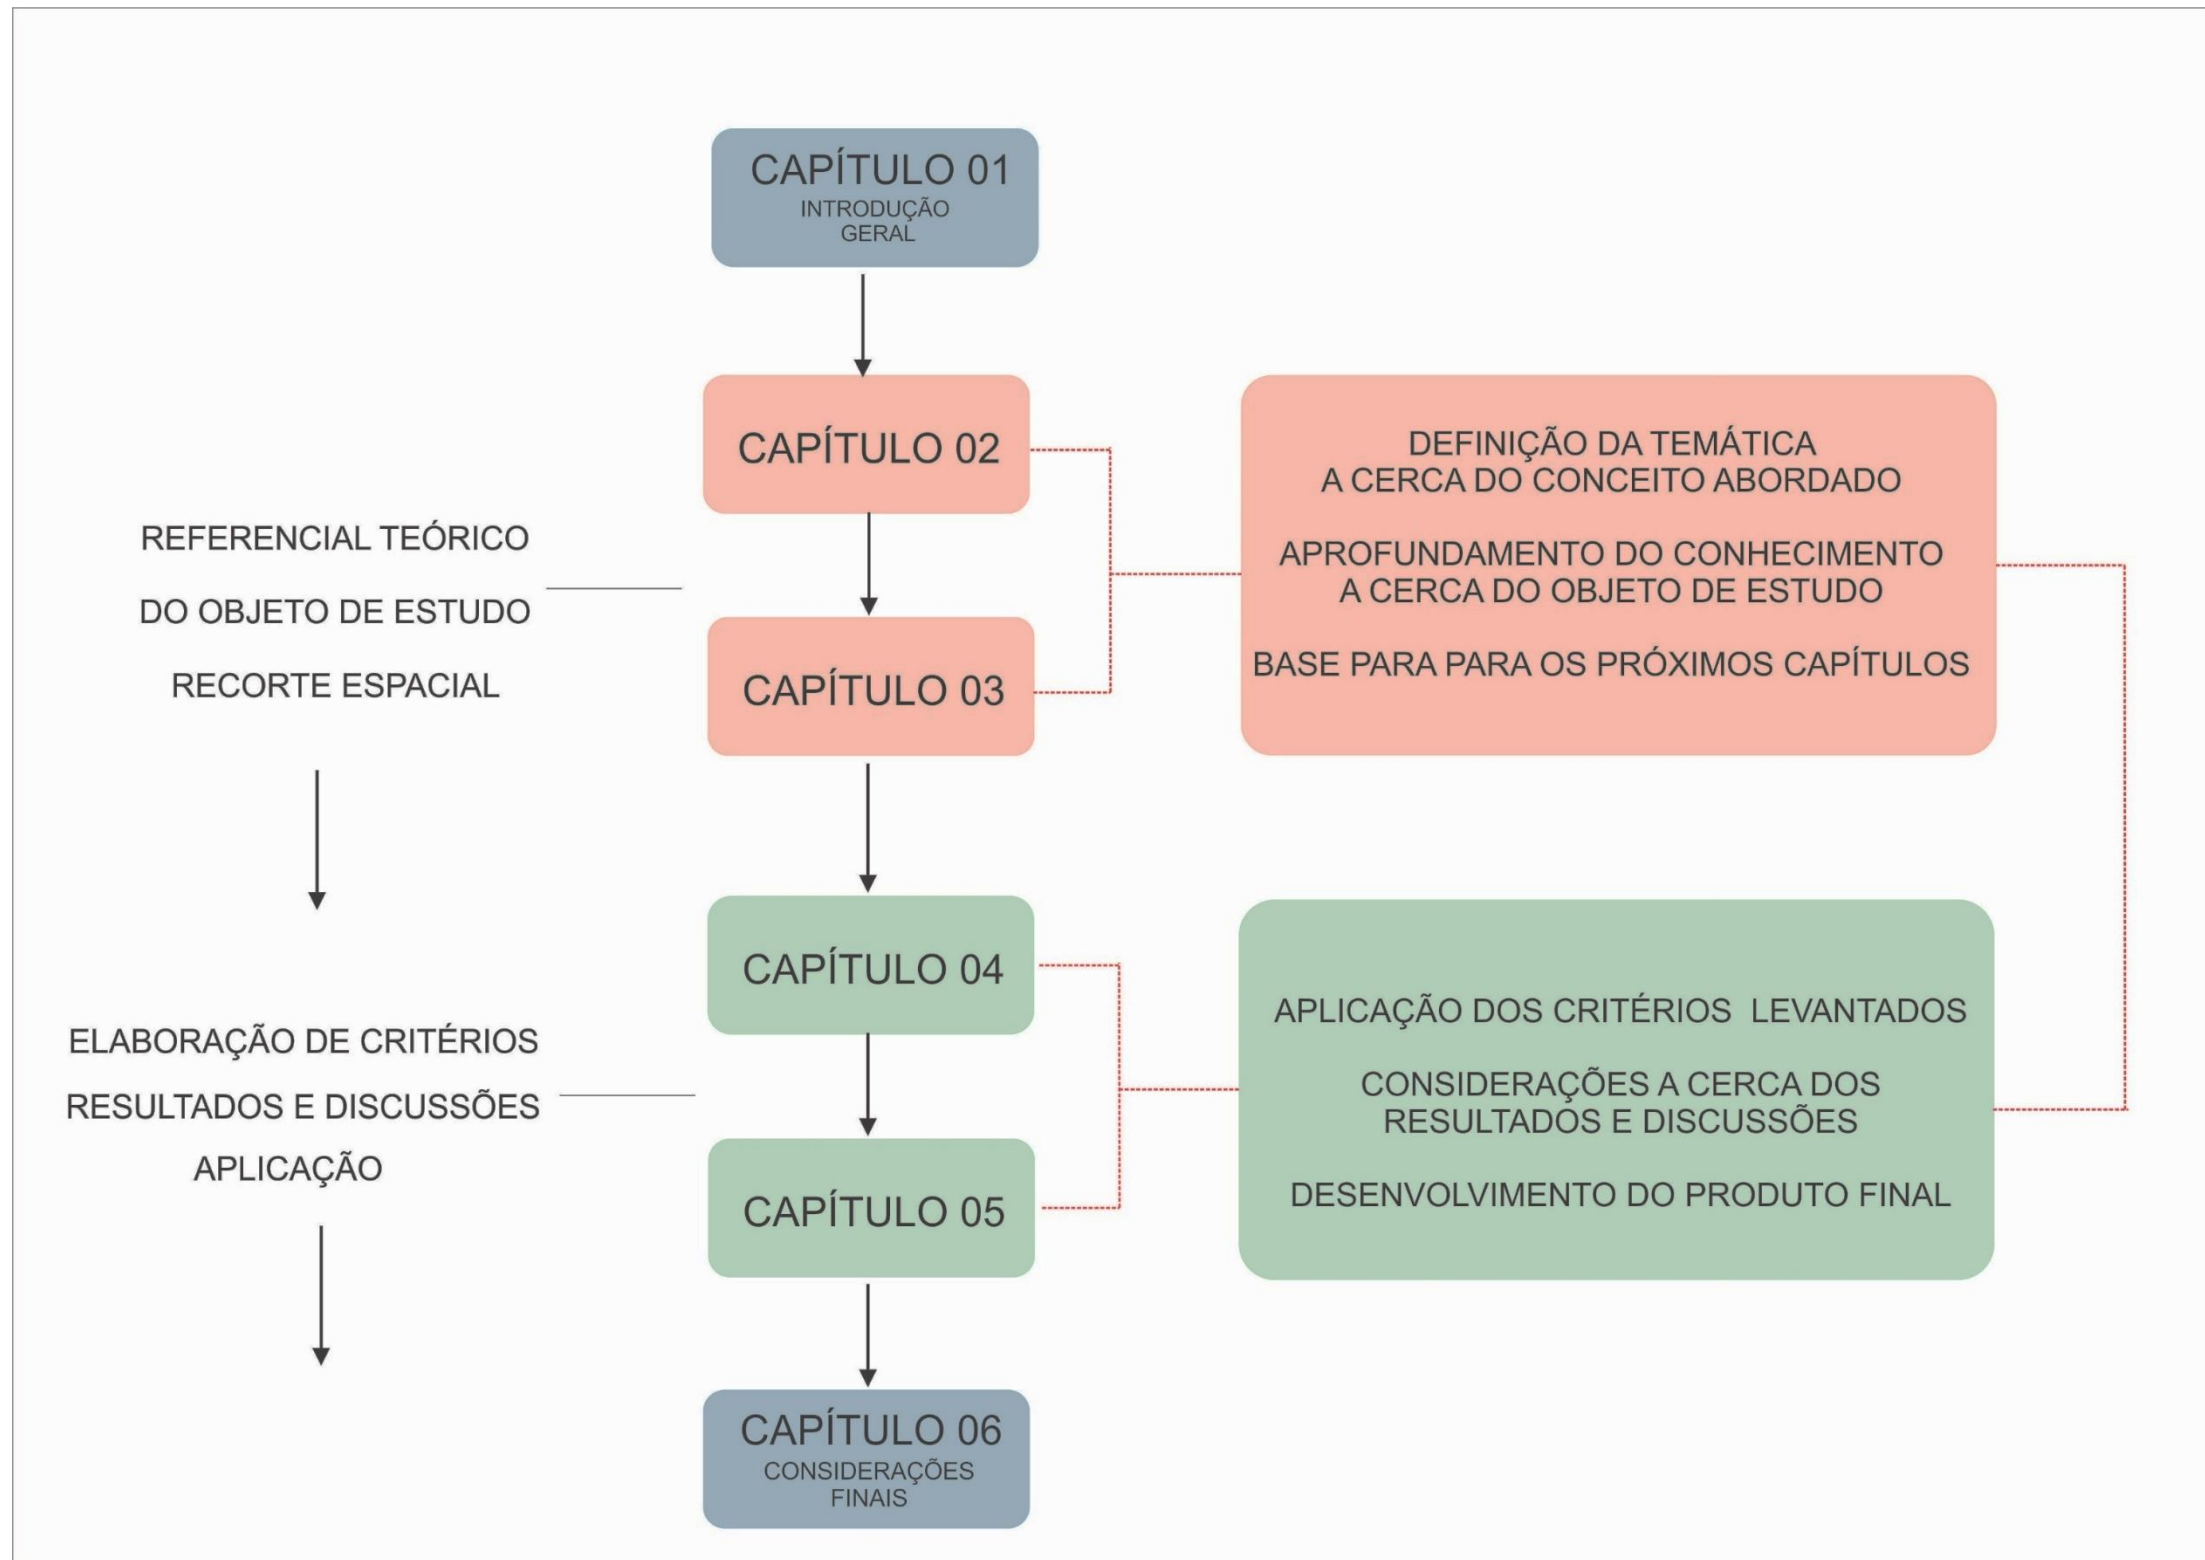 CAPÍTULO 01
INTRODUÇÃO
GERAL
CAPÍTULO 02
DEFINIÇÃO DA TEMÁTICA
A CERCA DO CONCEITO ABORDADO
APROFUNDAMENTO DO CONHECIMENTO
A CERCA DO OBJETO DE ESTUDO
BASE PARA PARA OS PRÓXIMOS CAPÍTULOS
REFERENCIAL TEÓRICO
DO OBJETO DE ESTUDO
RECORTE ESPACIAL
CAPÍTULO 03
CAPÍTULO 04
APLICAÇÃO DOS CRITÉRIOS LEVANTADOS
CONSIDERAÇÕES A CERCA DOS
RESULTADOS E DISCUSSÕES
DESENVOLVIMENTO DO PRODUTO FINAL
ELABORAÇÃO DE CRITÉRIOS
RESULTADOS E DISCUSSÕES
APLICAÇÃO
CAPÍTULO 05
CAPÍTULO 06
CONSIDERAÇÕES
FINAIS